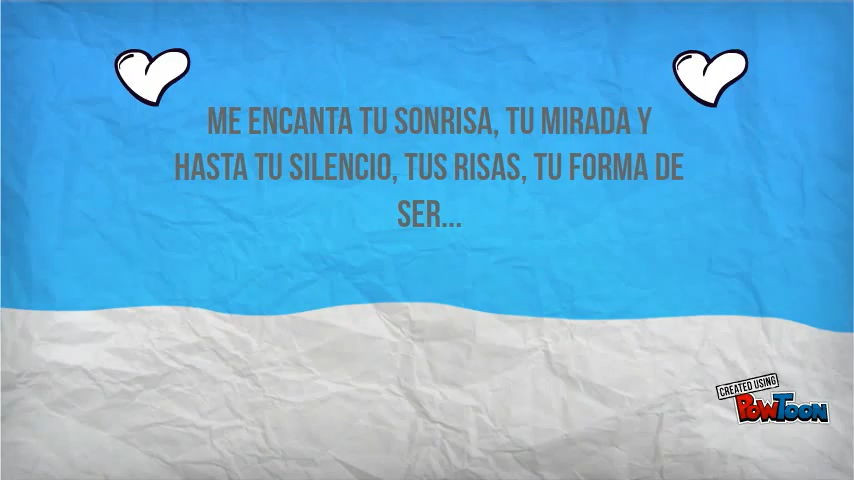 ME ENCANTA TU SONRISA, TU MIRADA Y
HASTA TU SILENCIO, TUS RISAS, TU FORMA DE
SER...
CREATED USING
POWTOON